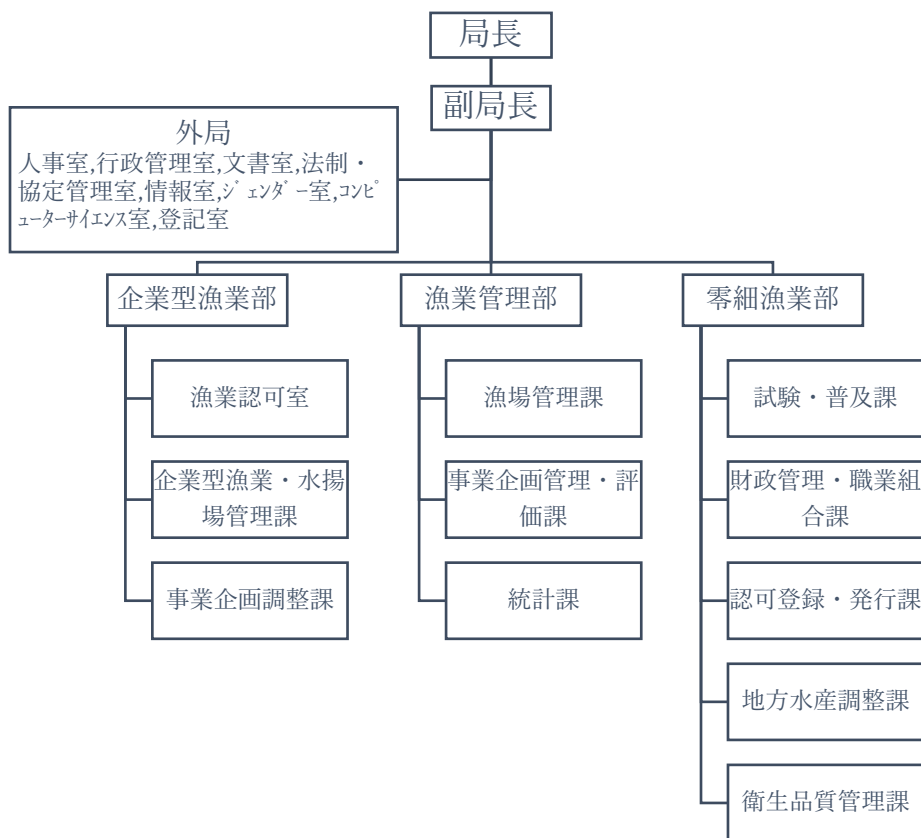 局長
副局長
外局
人事室,行政管理室,文書室,法制・
協定管理室,情報室,ｼﾞｪﾝﾀﾞｰ室,ｺﾝﾋﾟ
ｭｰﾀｰｻｲｴﾝｽ室,登記室
企業型漁業部
漁業管理部
零細漁業部
漁業認可室
漁場管理課
試験・普及課
企業型漁業・水揚
場管理課
事業企画管理・評
価課
財政管理・職業組
合課
事業企画調整課
統計課
認可登録・発行課
地方水産調整課
衛生品質管理課